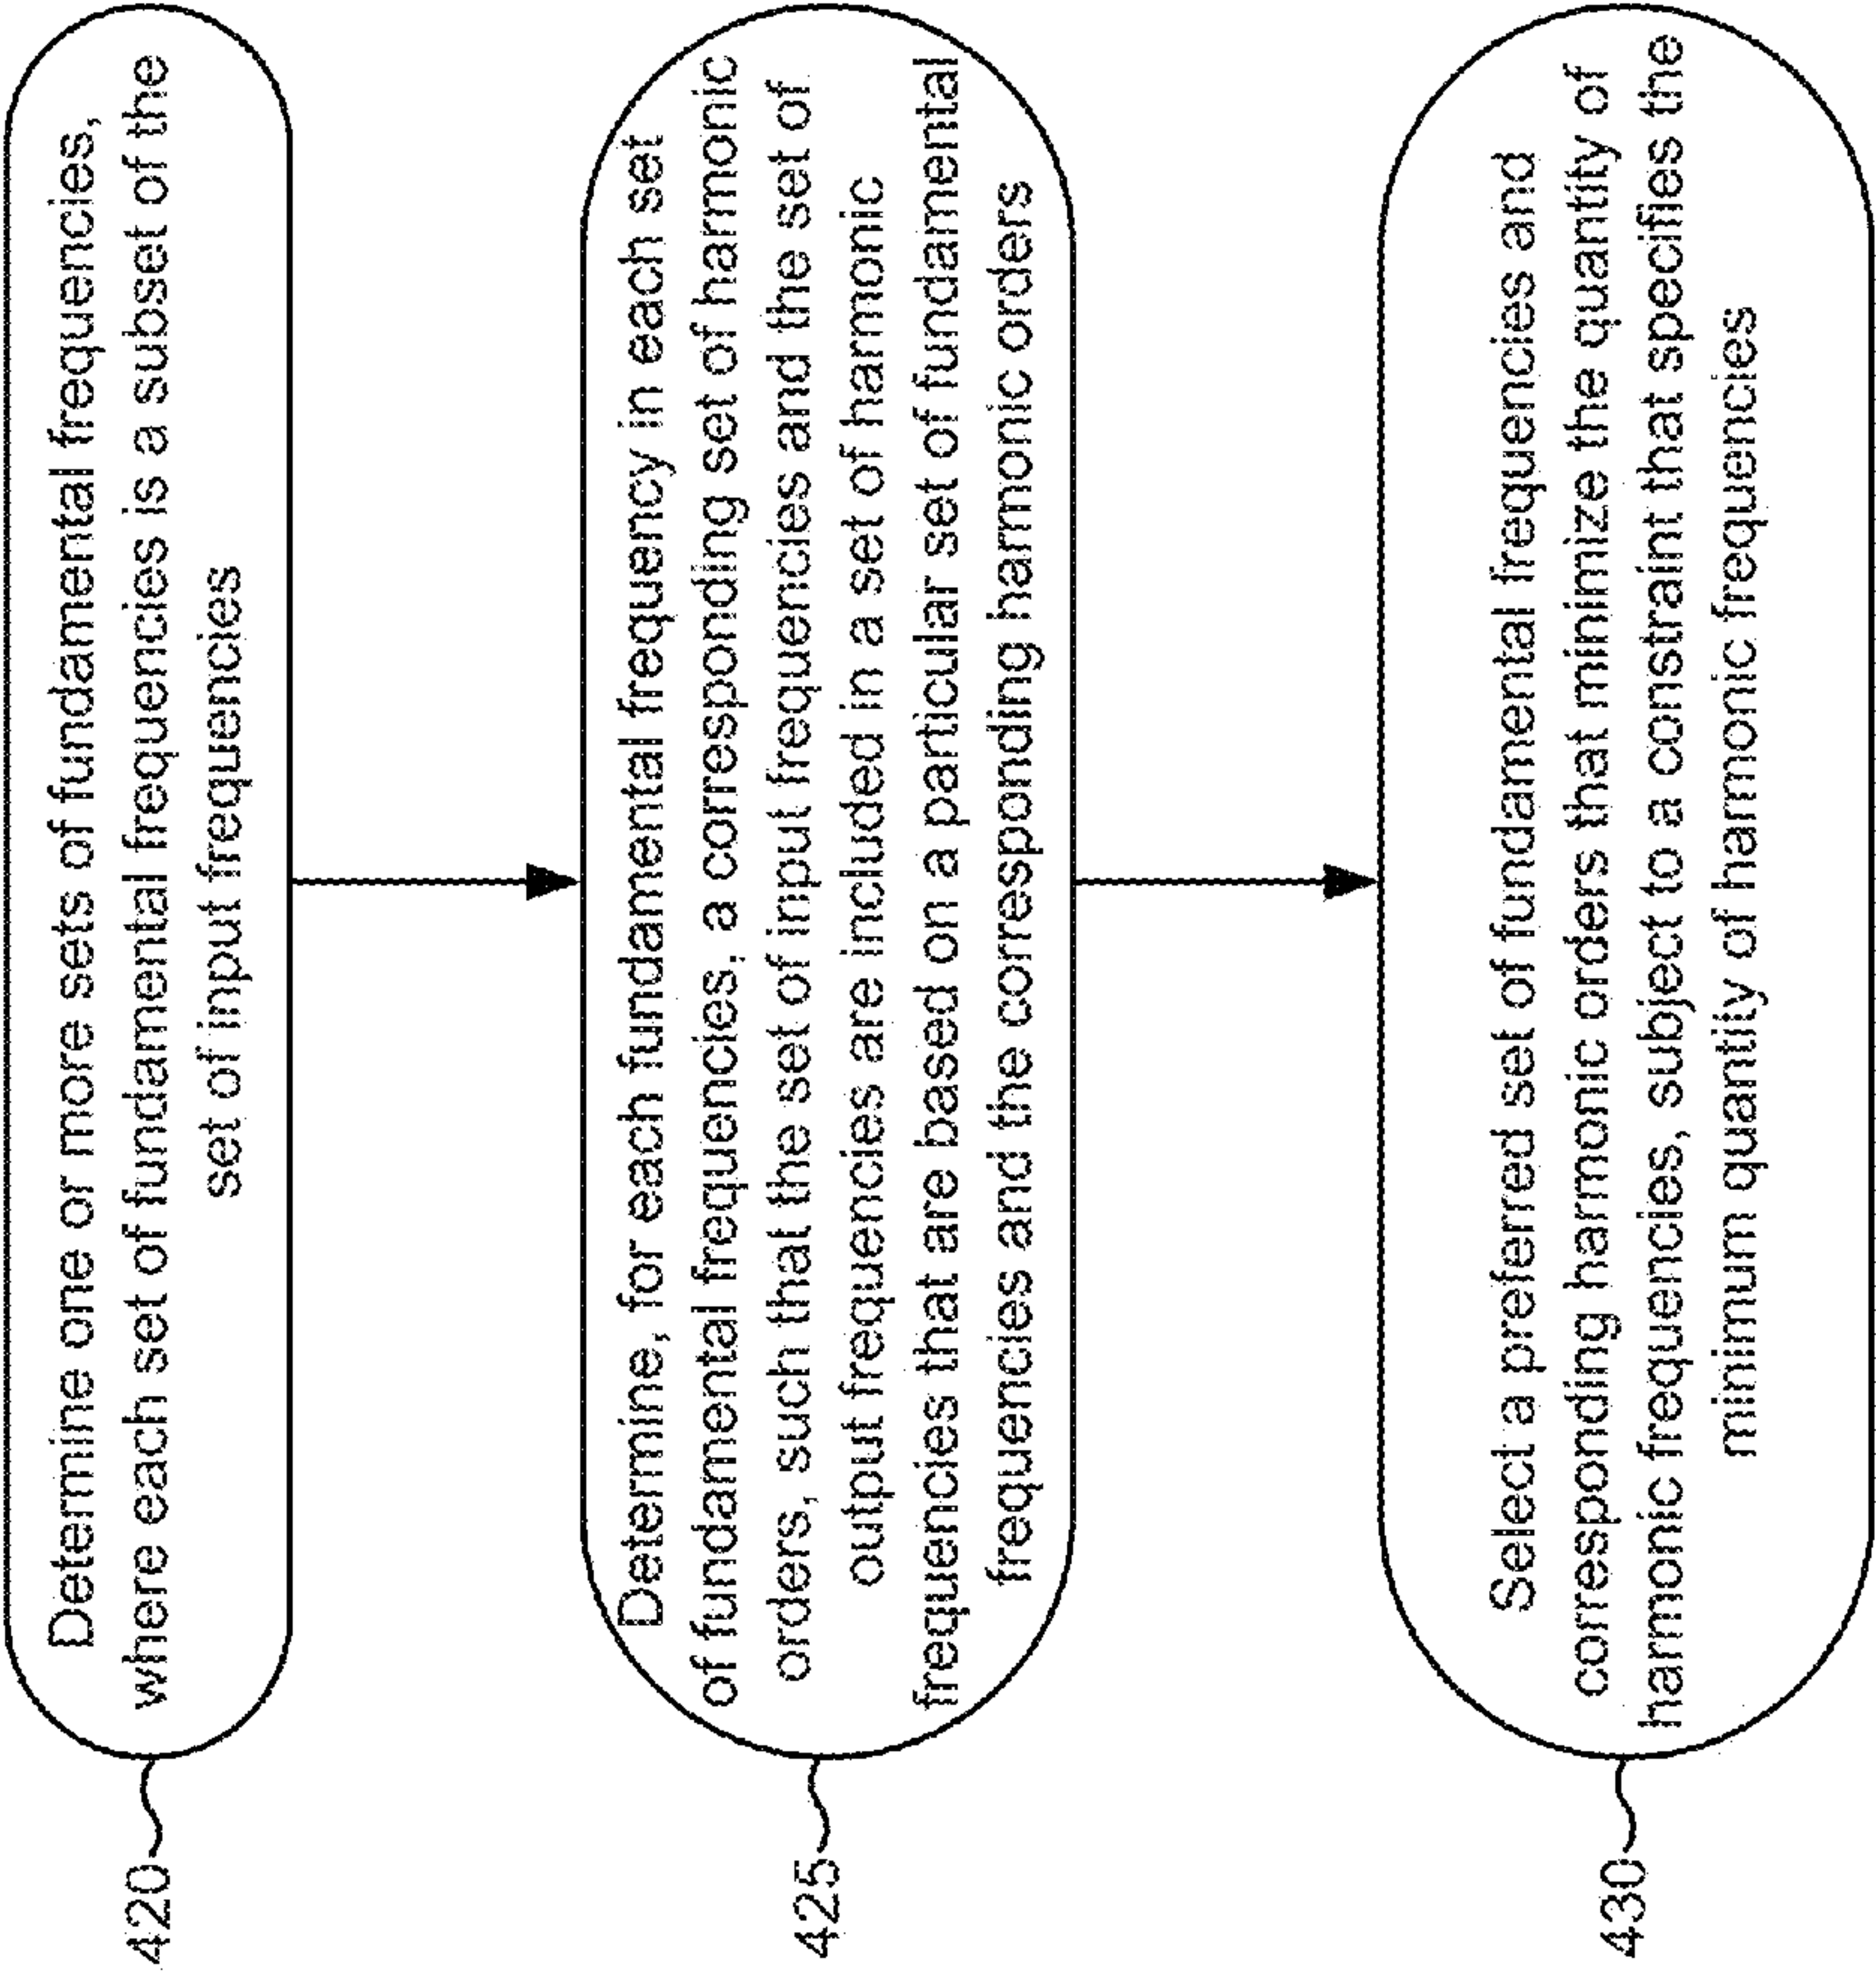 Determine one or more sets of fundamental frequencies,
where each set of fundamental frequencies is a subset of the
set of input frequencies
420
Determine, for each fundamental frequency in each set
of fundamental frequencies, a corresponding set of harmonic
orders, such that the set of input frequencies and the set of
output frequencies are included in a set of harmonic
frequencies that are based on a particular set of fundamental
frequencies and the corresponding harmonic orders
425
Select a preferred set of fundamental frequencies and
corresponding harmonic orders that minimize the quantity of
harmonic frequencies, subject to a constraint that specifies the
minimum quantity of harmonic frequencies
430